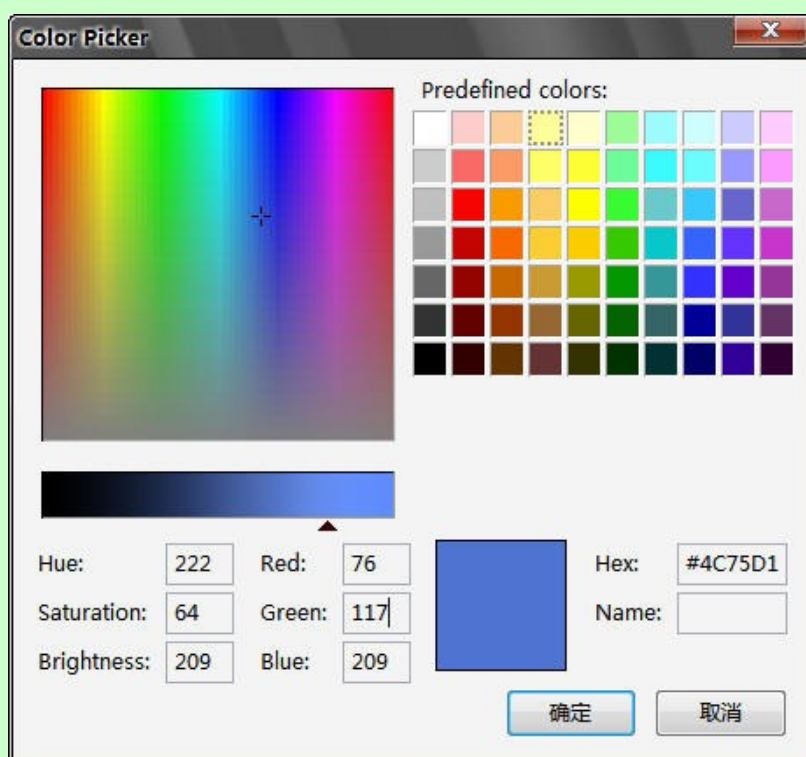 Color Picker
Predefined colors:
Hue: 222 Red: 76 Hex: #4C75D1
Saturation: 64 Green: 117 Name:
Brightness: 209 Blue: 209
确定 取消